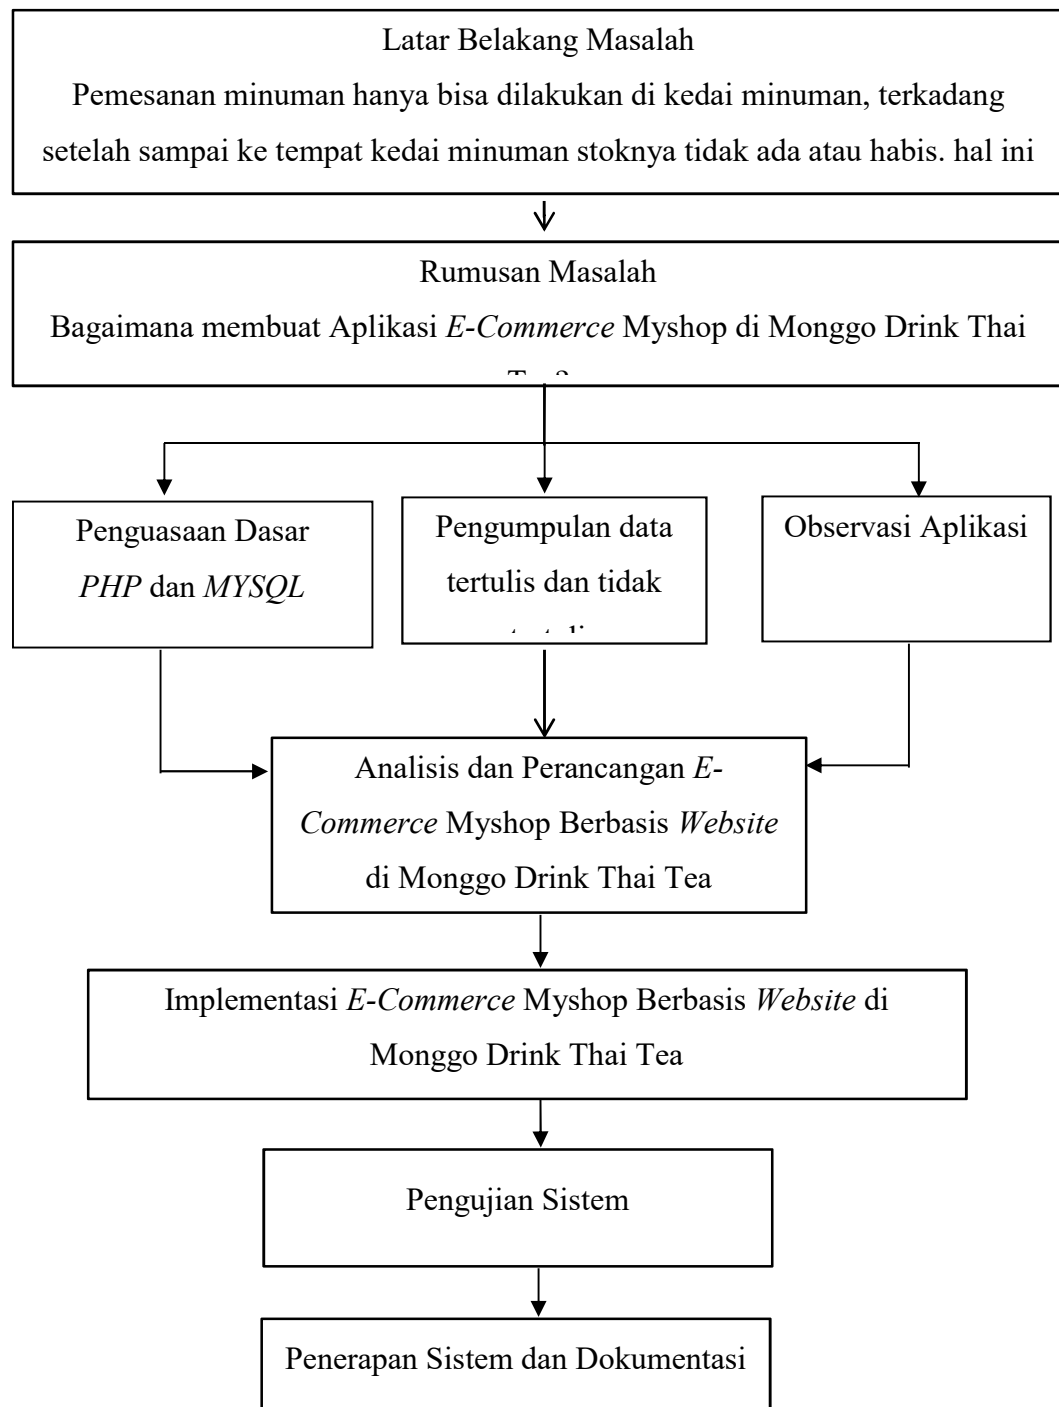 Latar Belakang Masalah
Pemesanan minuman hanya bisa dilakukan di kedai minuman, terkadang
setelah sampai ke tempat kedai minuman stoknya tidak ada atau habis. hal ini
Rumusan Masalah
Bagaimana membuat Aplikasi E-Commerce Myshop di Monggo Drink Thai
Penguasaan Dasar
PHP dan MYSQL
Pengumpulan data
tertulis dan tidak
Observasi Aplikasi
Analisis dan Perancangan E-
Commerce Myshop Berbasis Website
di Monggo Drink Thai Tea
Implementasi E-Commerce Myshop Berbasis Website di
Monggo Drink Thai Tea
Pengujian Sistem
Penerapan Sistem dan Dokumentasi